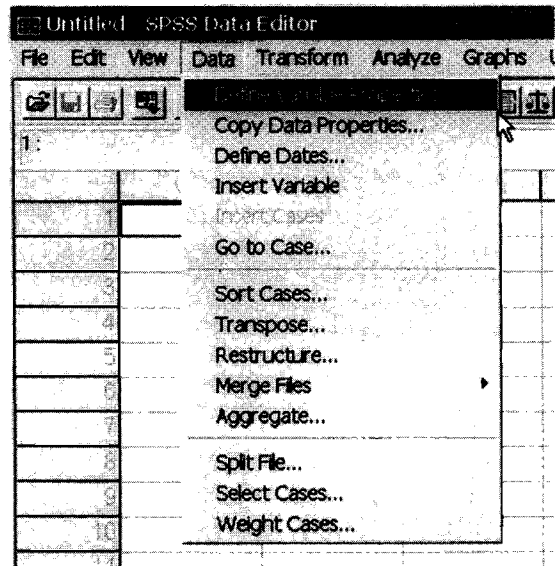 Untitled - SPSS Data Editor
File Edit View Data Transform Analyze Graphs
1 :
Copy Data Properties...
Define Dates...
Insert Variable
1
Insert Cases
2
Go to Case...
3
Sort Cases...
4
Transpose...
5
Restructure...
Merge Files
Aggregate...
8
Split File...
9
Select Cases...
10
Weight Cases...
11